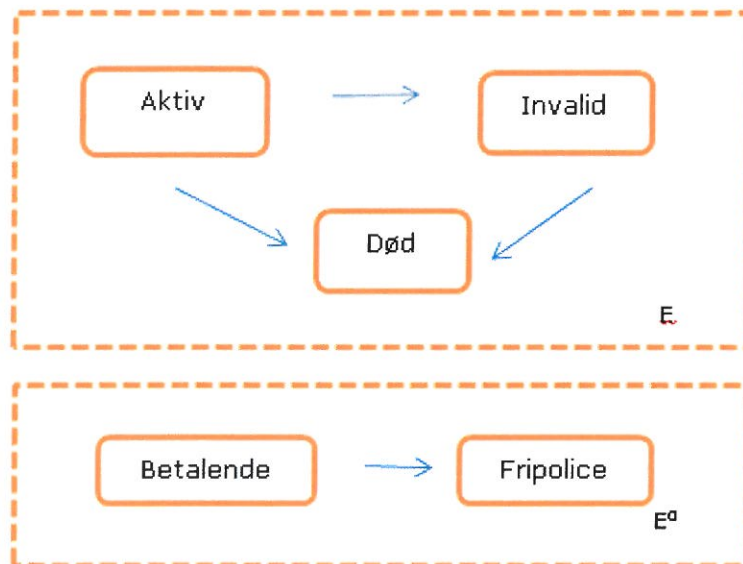 Aktiv
Invalid
Død
E
Betalende
Fripolice
Eª